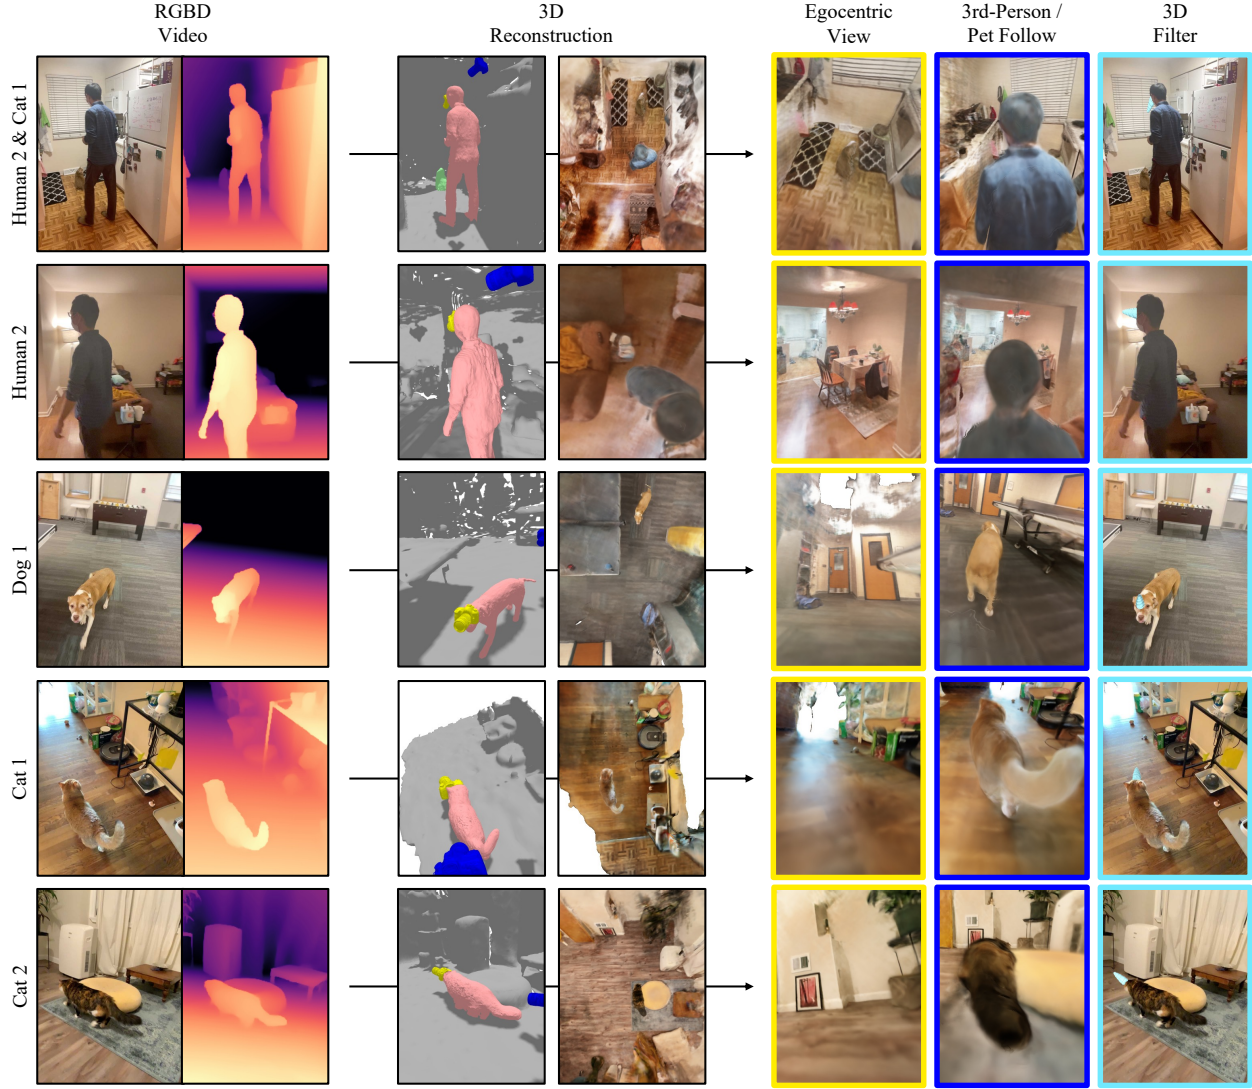 RGBD
Video
3D
Reconstruction
Egocentric
View
3rd-Person /
Pet Follow
3D
Filter
Human 2 & Cat 1
Human 2
Dog 1
Cat 1
Cat 2